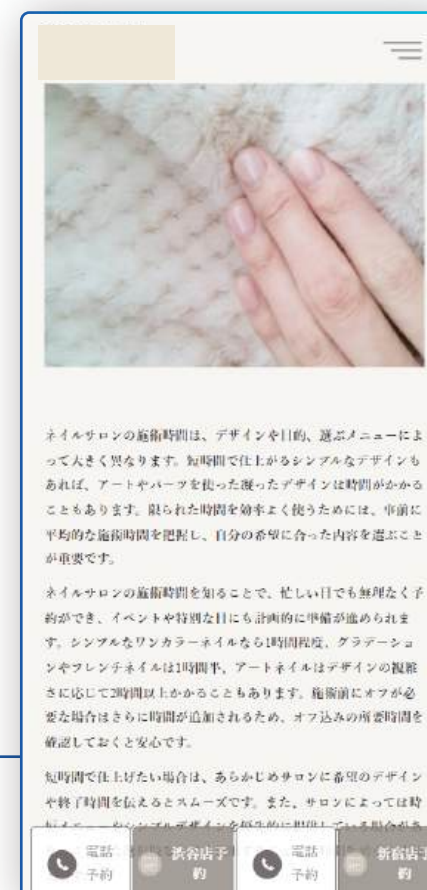 ネイルサロンの施術時間は、デザインや目的、選ぶメニューによ
って大きく異なります。短時間で仕上がるシンプルなデザインも
あれば、アートやパーツを使った凝ったデザインは時間がかかる
こともあります。限られた時間を効率よく使うためには、事前に
平均的な施術時間を把握し、自分の希望に合った内容を選ぶこと
が重要です。
ネイルサロンの施術時間を知ることで、忙しい日でも無理なく予
約ができ、イベントや特別な日にも計画的に準備が進められま
す。シンプルなワンカラーネイルなら1時間程度、グラデーショ
ンやフレンチネイルは1時間半、アートネイルはデザインの複雑
さに応じて2時間以上かかることもあります。施術前にオフが必
要な場合はさらに時間が追加されるため、オフ込みの所要時間を
確認しておくと安心です。
短時間で仕上げたい場合は、あらかじめサロンに希望のデザイン
や終了時間を伝えるとスムーズです。また、サロンによっては時
電話
予約
渋谷店予
約
電話
予約
新宿店予
約